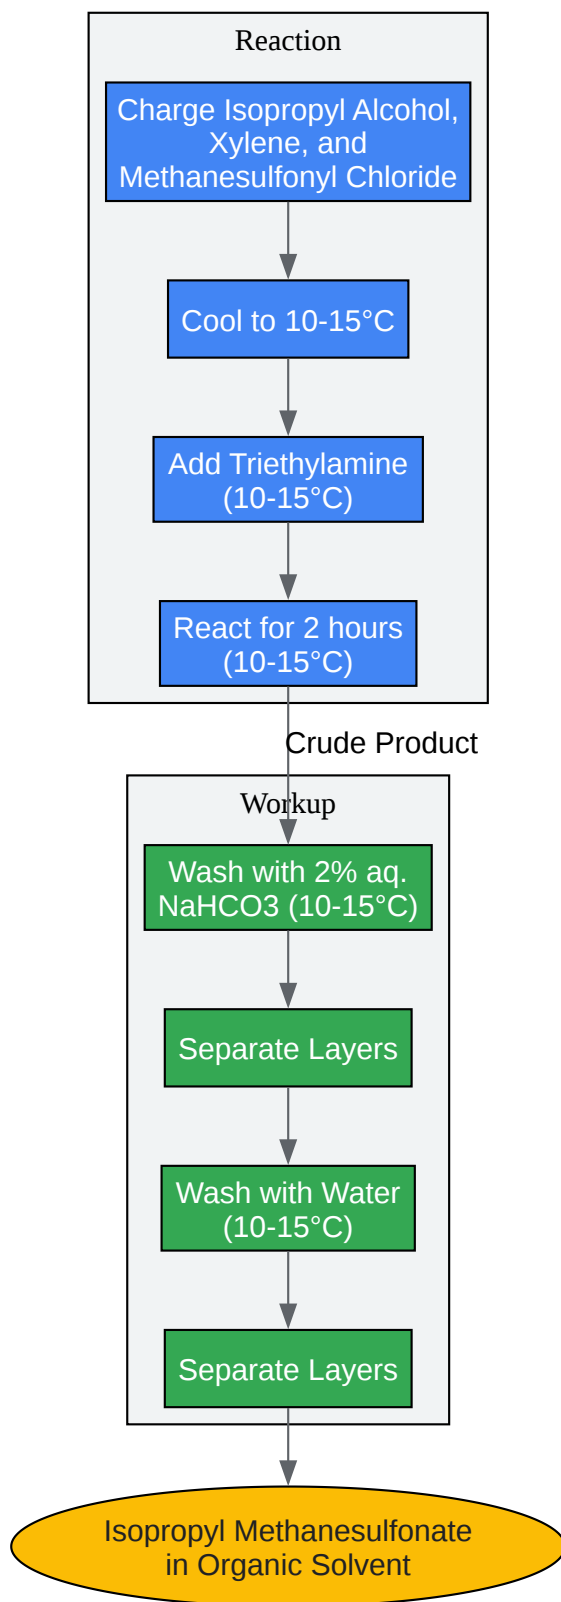 Reaction
Charge Isopropyl Alcohol,
Xylene, and
Methanesulfonyl Chloride
Cool to 10-15°C
Add Triethylamine
(10-15°C)
React for 2 hours
(10-15°C)
Crude Product
Workup
Wash with 2% aq.
NaHCO3 (10-15°C)
Separate Layers
Wash with Water
(10-15°C)
Separate Layers
Isopropyl Methanesulfonate
in Organic Solvent